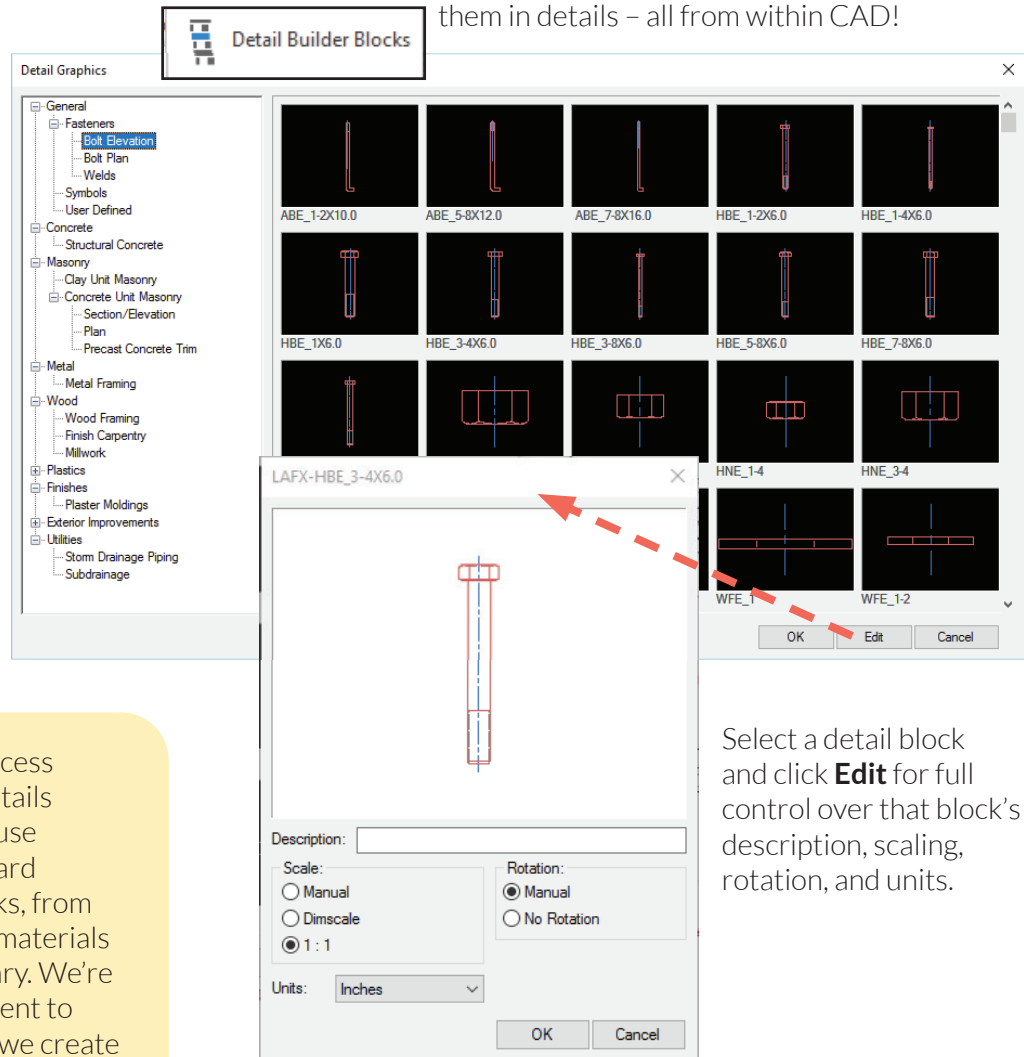 them in details – all from within CAD!
Detail Builder Blocks
Detail Graphics
General
Fasteners
Bolt Elevation
Bolt Plan
Welds
Symbols
User Defined
Concrete
Structural Concrete
Masonry
Clay Unit Masonry
Concrete Unit Masonry
Section/Elevation
Plan
Precast Concrete Trim
Metal
Metal Framing
Wood
Wood Framing
Finish Carpentry
Millwork
Plastics
Finishes
Plaster Moldings
Exterior Improvements
Utilities
Storm Drainage Piping
Subdrainage
ABE_1-2X10.0 ABE_5-8X12.0 ABE_7-8X16.0 HBE_1-2X6.0 HBE_1-4X6.0
HBE_1X6.0 HBE_3-4X6.0 HBE_3-8X6.0 HBE_5-8X6.0 HBE_7-8X6.0
HNE_1-4 HNE_3-4
WFE_1 WFE_1-2
OK Edit Cancel
LAFX-HBE_3-4X6.0
Description:
Scale:
Manual
Dimscale
1 : 1
Rotation:
Manual
No Rotation
Units: Inches
OK Cancel
Select a detail block
and click Edit for full
control over that block's
description, scaling,
rotation, and units.
cess
tails
use
ard
ks, from
materials
ary. We're
ent to
we create